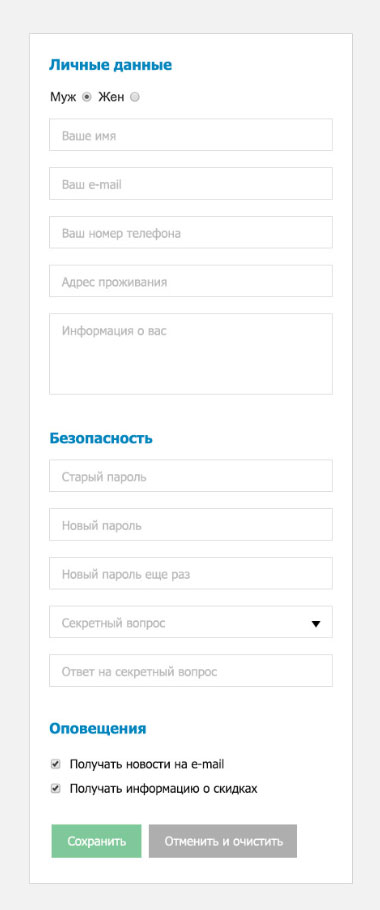 Личные данные
Муж Жен
Ваше имя
Ваш e-mail
Ваш номер телефона
Адрес проживания
Информация о вас
Безопасность
Старый пароль
Новый пароль
Новый пароль еще раз
Секретный вопрос
Ответ на секретный вопрос
Оповещения
Получать новости на e-mail
Получать информацию о скидках
Сохранить Отменить и очистить